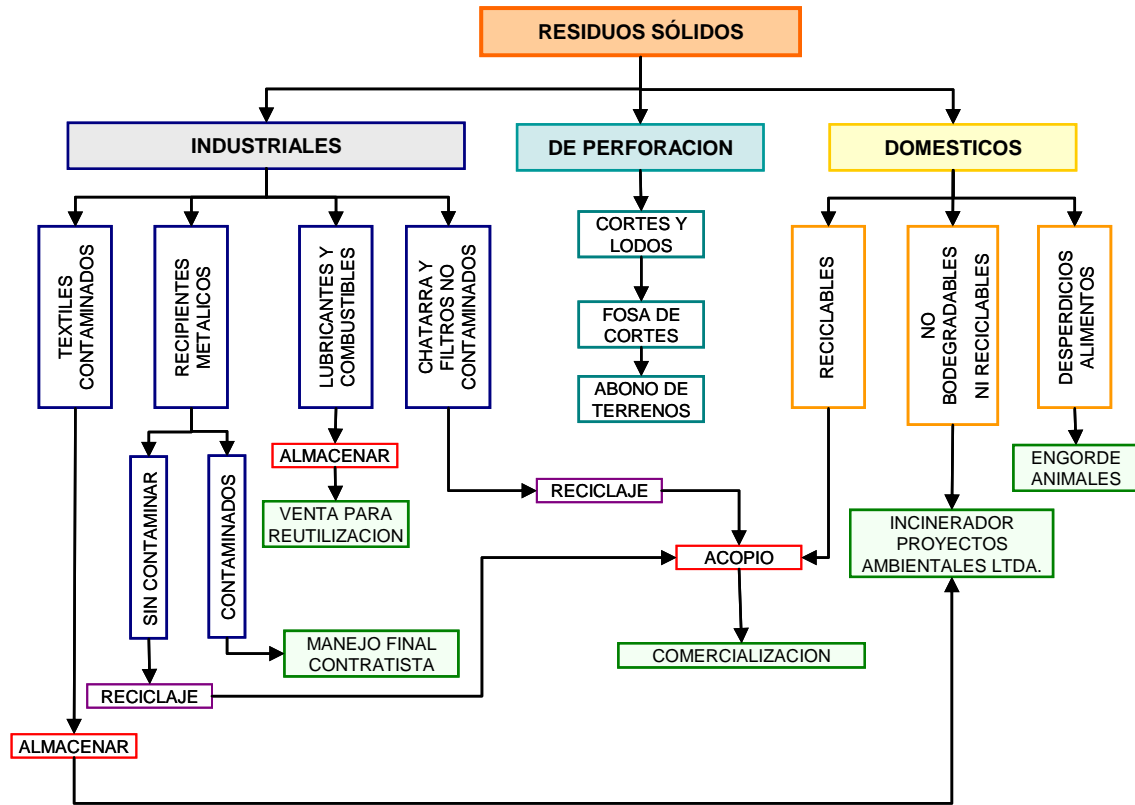 RESIDUOS SÓLIDOS
INDUSTRIALES
DE PERFORACION
DOMESTICOS
TEXTILES
CONTAMINADOS
RECIPIENTES
METALICOS
LUBRICANTES Y
COMBUSTIBLES
CHATARRA Y
FILTROS NO
CONTAMINADOS
CORTES Y
LODOS
FOSA DE
CORTES
ABONO DE
TERRENOS
RECICLABLES
NO
BODEGRADABLES
NI RECICLABLES
DESPERDICIOS
ALIMENTOS
ALMACENAR
VENTA PARA
REUTILIZACION
SIN CONTAMINAR
CONTAMINADOS
RECICLAJE
ENGORDE
ANIMALES
INCINERADOR
PROYECTOS
AMBIENTALES LTDA.
ACOPIO
MANEJO FINAL
CONTRATISTA
COMERCIALIZACION
RECICLAJE
ALMACENAR